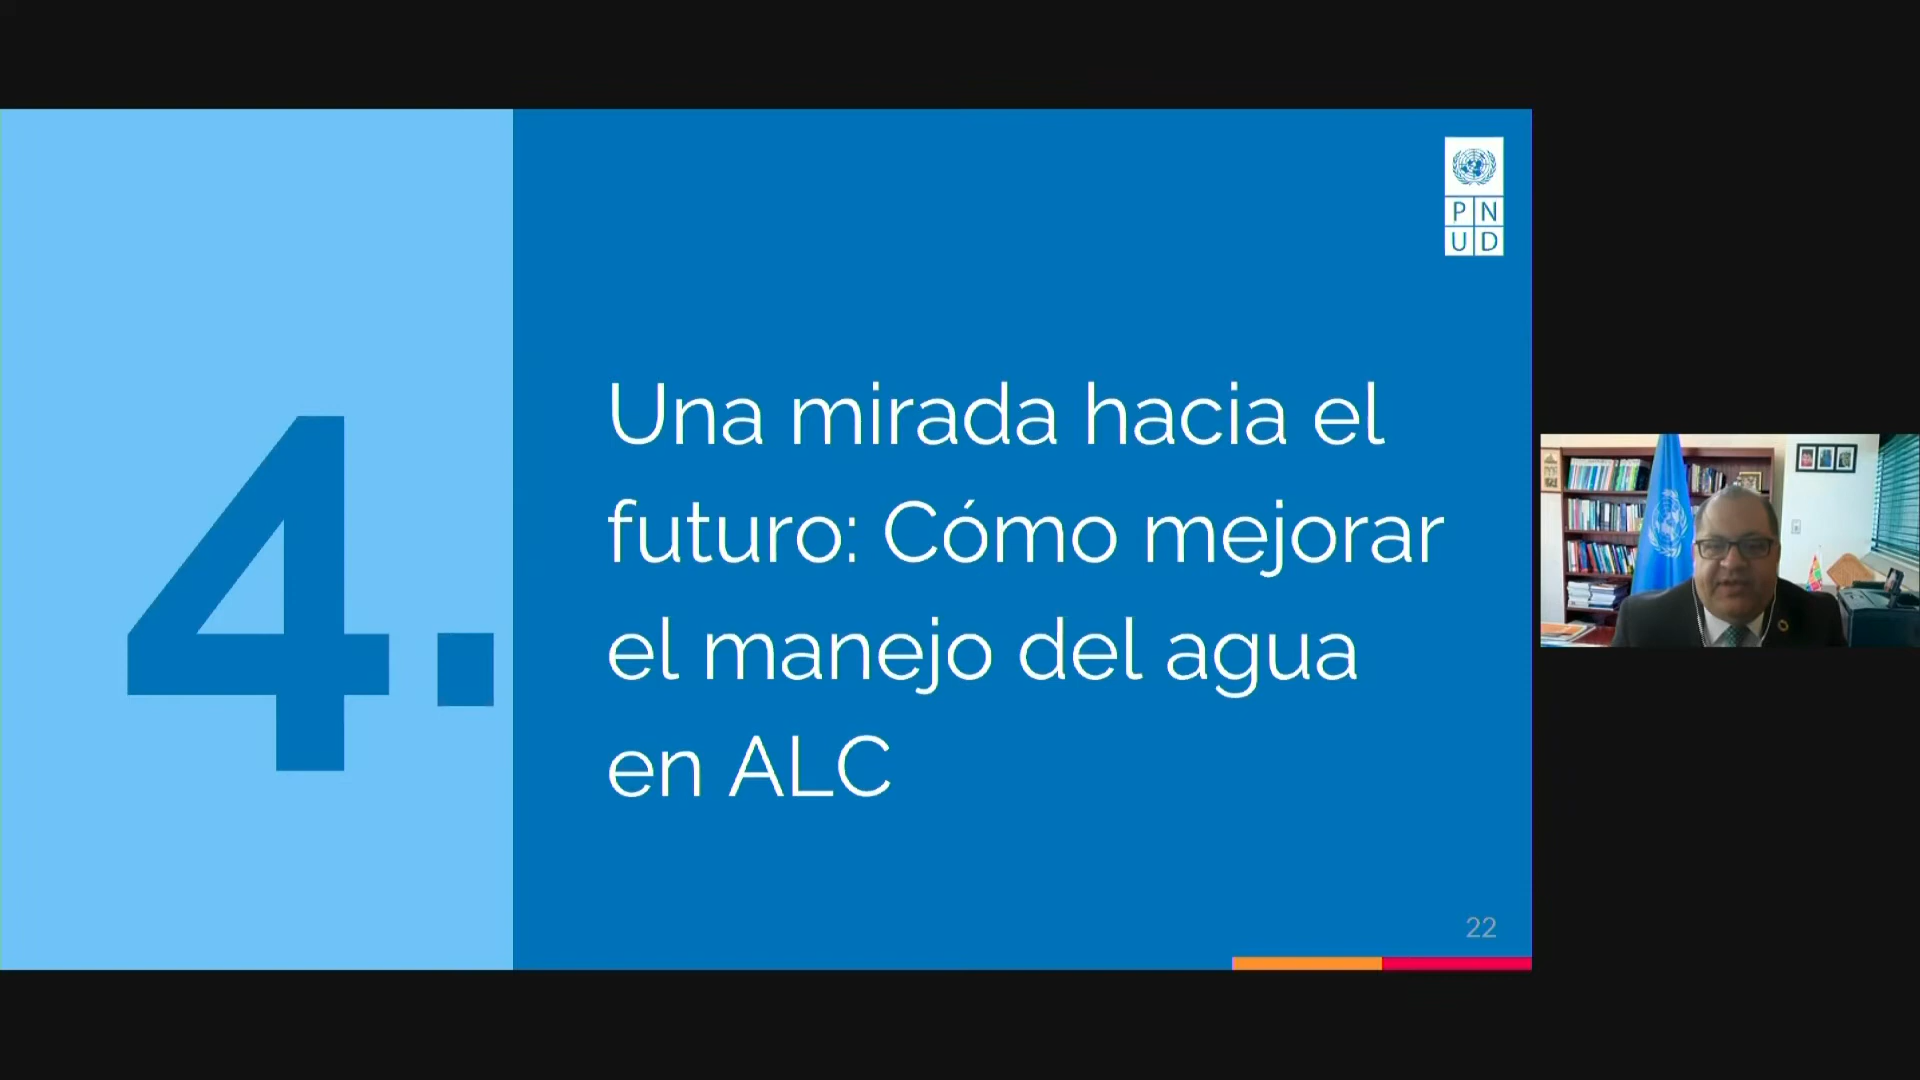 4.
Una mirada hacia el
futuro: Cómo mejorar
el manejo del agua
en ALC
P N
U D
22